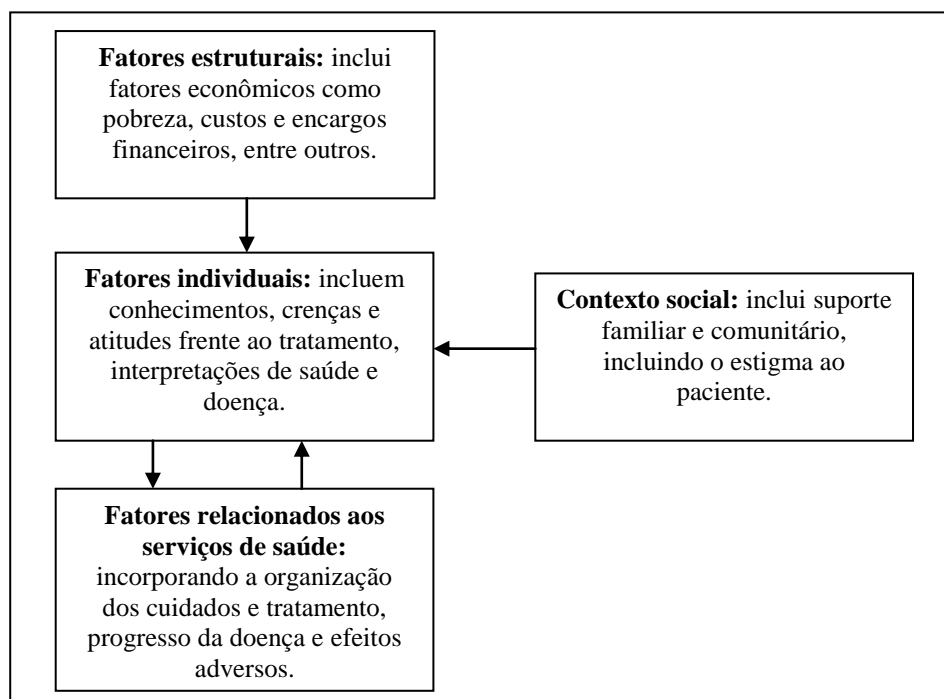 Fatores estruturais: inclui
fatores econômicos como
pobreza, custos e encargos
financeiros, entre outros.
Fatores individuais: incluem
conhecimentos, crenças e
atitudes frente ao tratamento,
interpretações de saúde e
doença.
Contexto social: inclui suporte
familiar e comunitário,
incluindo o estigma ao
paciente.
Fatores relacionados aos
serviços de saúde:
incorporando a organização
dos cuidados e tratamento,
progresso da doença e efeitos
adversos.